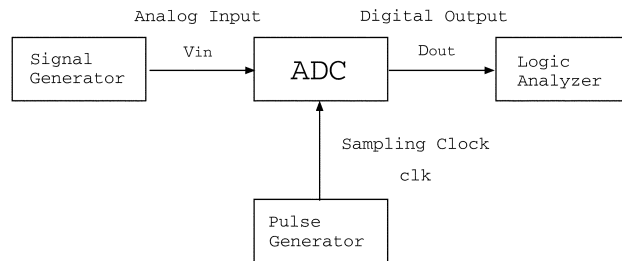 Analog Input
Digital Output
Signal
Generator
Vin
ADC
Dout
Logic
Analyzer
Sampling Clock
clk
Pulse
Generator